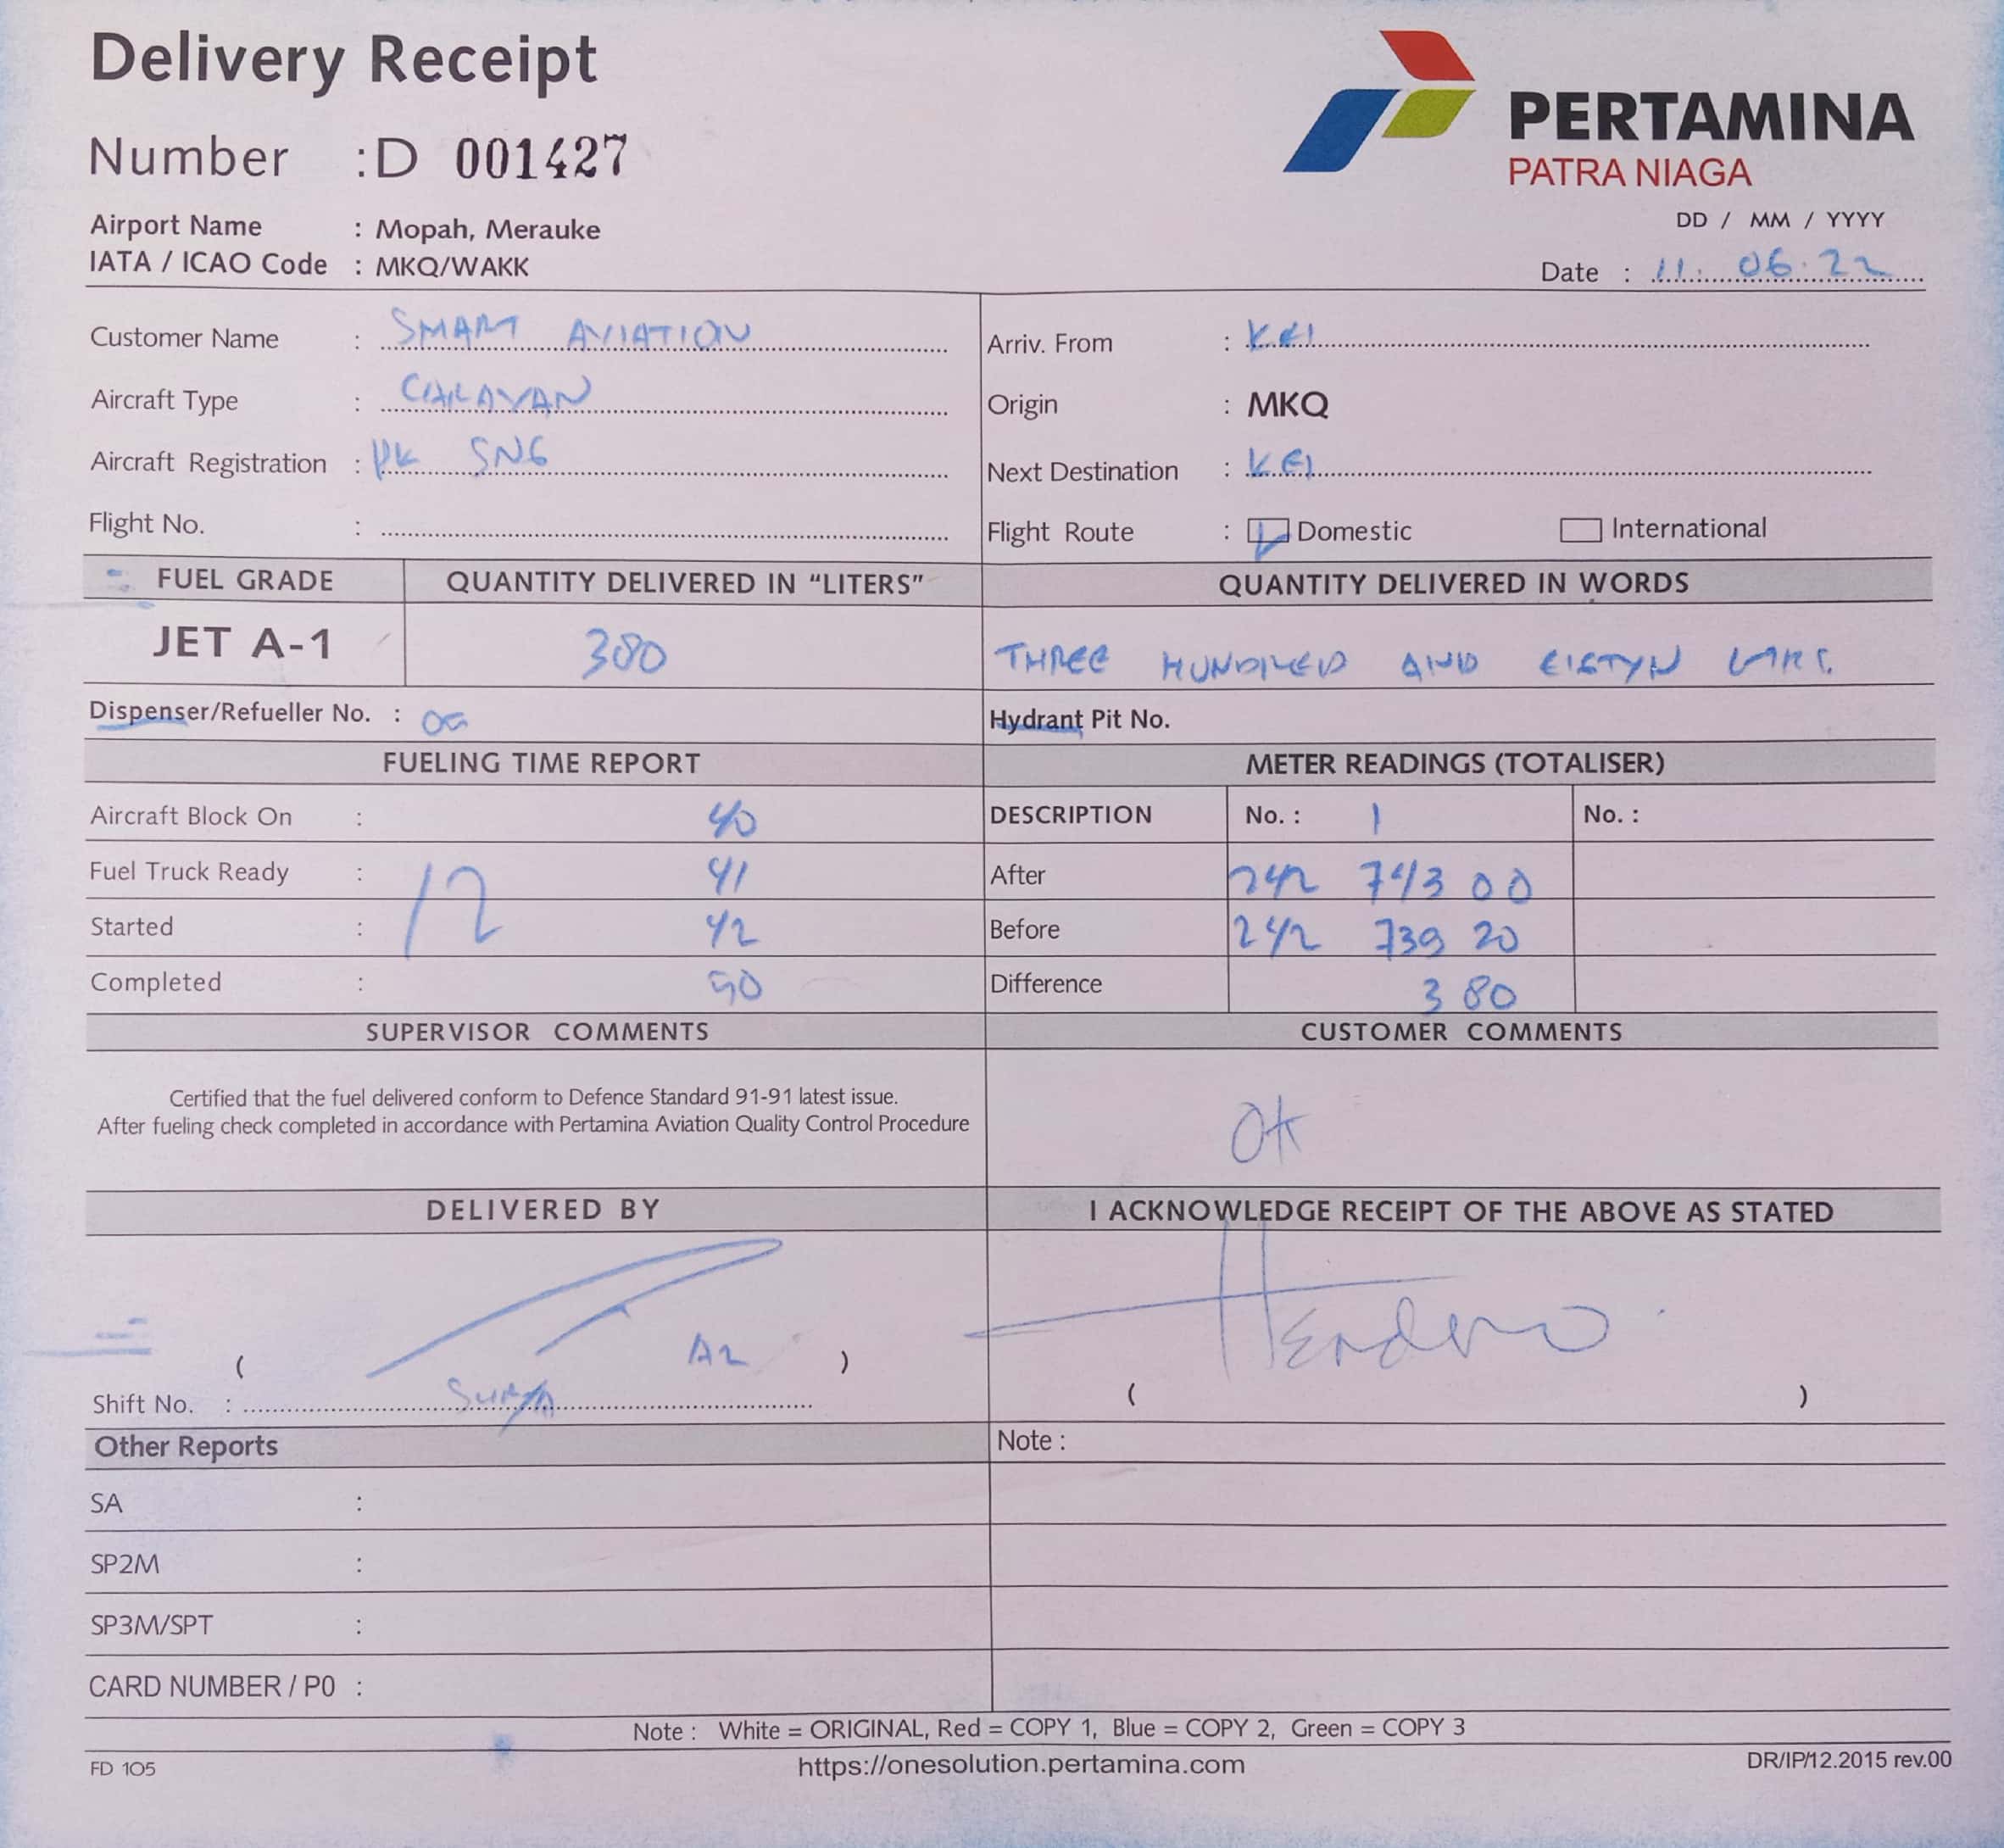 Delivery Receipt
PERTAMINA
PATRA NIAGA
Number : D 001427
Airport Name : Mopah, Merauke
IATA / ICAO Code : MKQ/WAKK
DD / MM / YYYY
Date : 11. 06.22
Customer Name : SMART AVIATION
Arriv. From : KEI
Aircraft Type : CARAVAN
Origin : MKQ
Aircraft Registration : PK SNG
Next Destination : KEI
Flight No. :
Flight Route : Domestic International
FUEL GRADE QUANTITY DELIVERED IN “LITERS” QUANTITY DELIVERED IN WORDS
JET A-1 380 THREE HUNDRED AND
Dispenser/Refueller No. :
Hydrant Pit No.
FUELING TIME REPORT METER READINGS (TOTALISER)
Aircraft Block On : 40
DESCRIPTION No. : 1 No. :
Fuel Truck Ready : 12 41
After 242 743 00
Started : 42
Before 242 739 20
Completed : 50
Difference 3 80
SUPERVISOR COMMENTS CUSTOMER COMMENTS
Certified that the fuel delivered conform to Defence Standard 91-91 latest issue.
After fueling check completed in accordance with Pertamina Aviation Quality Control Procedure
OK
DELIVERED BY I ACKNOWLEDGE RECEIPT OF THE ABOVE AS STATED
( A2 )
Shift No. : Surya
( )
Other Reports
Note :
SA :
SP2M :
SP3M/SPT :
CARD NUMBER / P0 :
Note : White = ORIGINAL, Red = COPY 1, Blue = COPY 2, Green = COPY 3
FD 105 https://onesolution.pertamina.com DR/IP/12.2015 rev.00